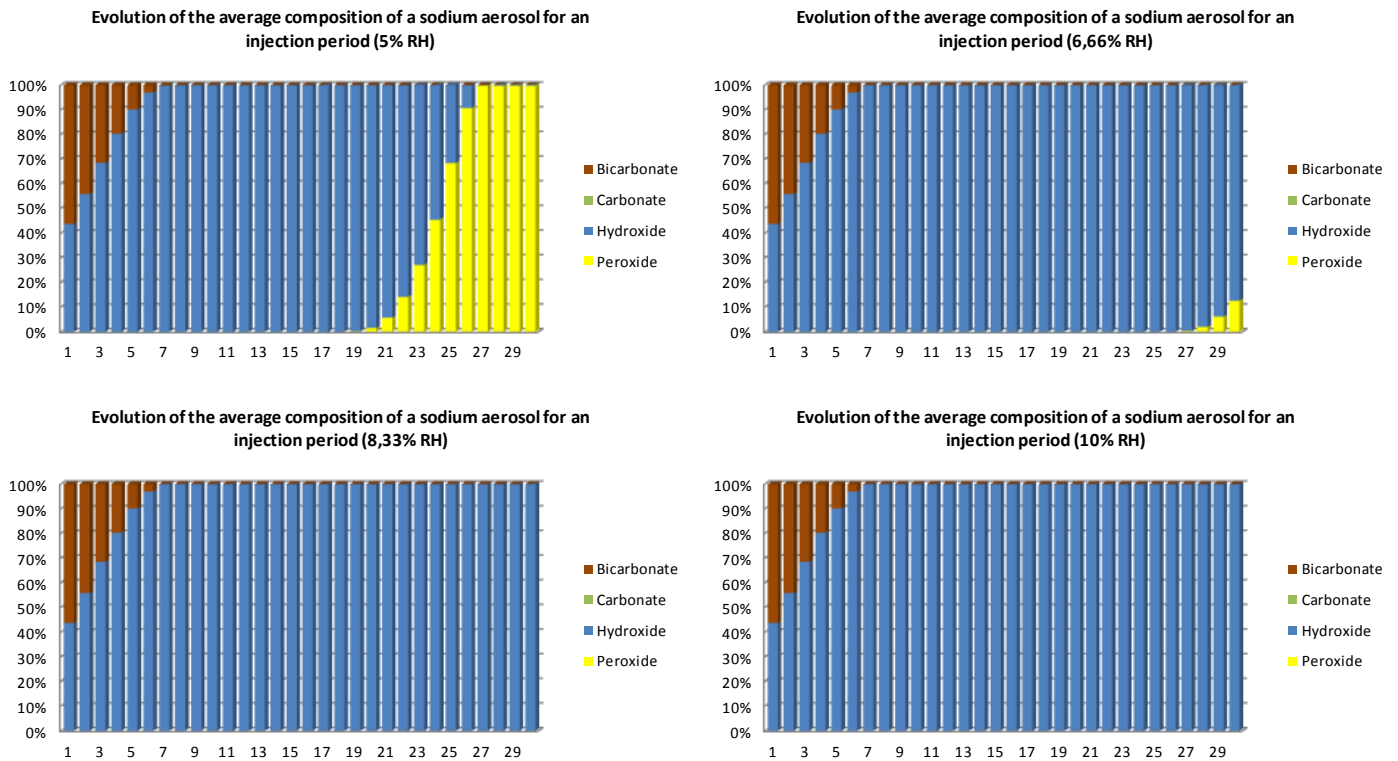 Evolution of the average composition of a sodium aerosol for an
injection period (5% RH)
100%
90%
80%
70%
60%
50%
40%
30%
20%
10%
0%
1 3 5 7 9 11 13 15 17 19 21 23 25 27 29
Bicarbonate
Carbonate
Hydroxide
Peroxide
Evolution of the average composition of a sodium aerosol for an
injection period (6,66% RH)
100%
90%
80%
70%
60%
50%
40%
30%
20%
10%
0%
1 3 5 7 9 11 13 15 17 19 21 23 25 27 29
Bicarbonate
Carbonate
Hydroxide
Peroxide
Evolution of the average composition of a sodium aerosol for an
injection period (8,33% RH)
100%
90%
80%
70%
60%
50%
40%
30%
20%
10%
0%
1 3 5 7 9 11 13 15 17 19 21 23 25 27 29
Bicarbonate
Carbonate
Hydroxide
Peroxide
Evolution of the average composition of a sodium aerosol for an
injection period (10% RH)
100%
90%
80%
70%
60%
50%
40%
30%
20%
10%
0%
1 3 5 7 9 11 13 15 17 19 21 23 25 27 29
Bicarbonate
Carbonate
Hydroxide
Peroxide